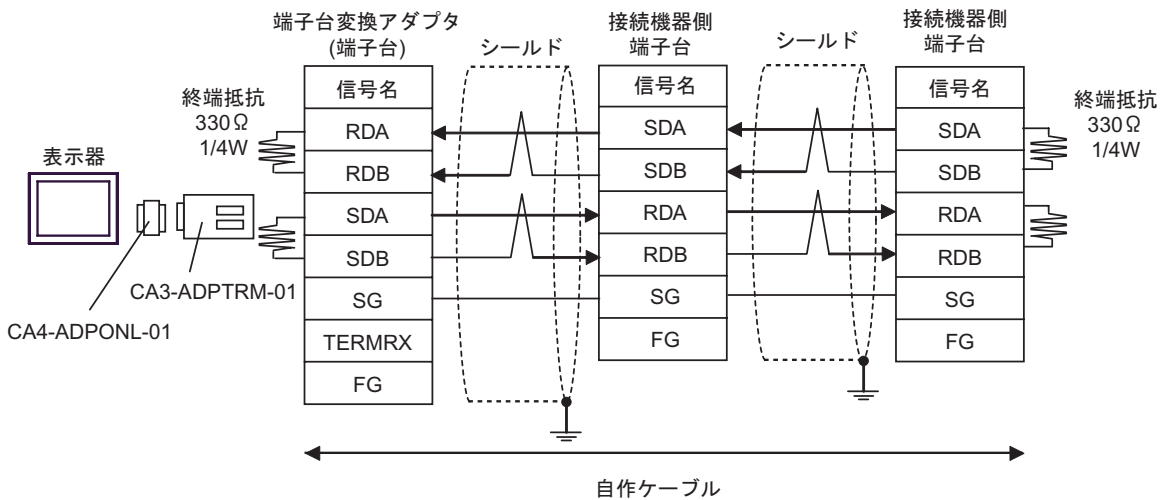 端子台変換アダプタ
(端子台)
シールド
接続機器側
端子台
シールド
接続機器側
端子台
終端抵抗
330Ω
1/4W
表示器
CA3-ADPTRM-01
CA4-ADPONL-01
信号名
RDA
RDB
SDA
SDB
SG
TERMRX
FG
信号名
SDA
SDB
RDA
RDB
SG
FG
信号名
SDA
SDB
RDA
RDB
SG
FG
終端抵抗
330Ω
1/4W
自作ケーブル